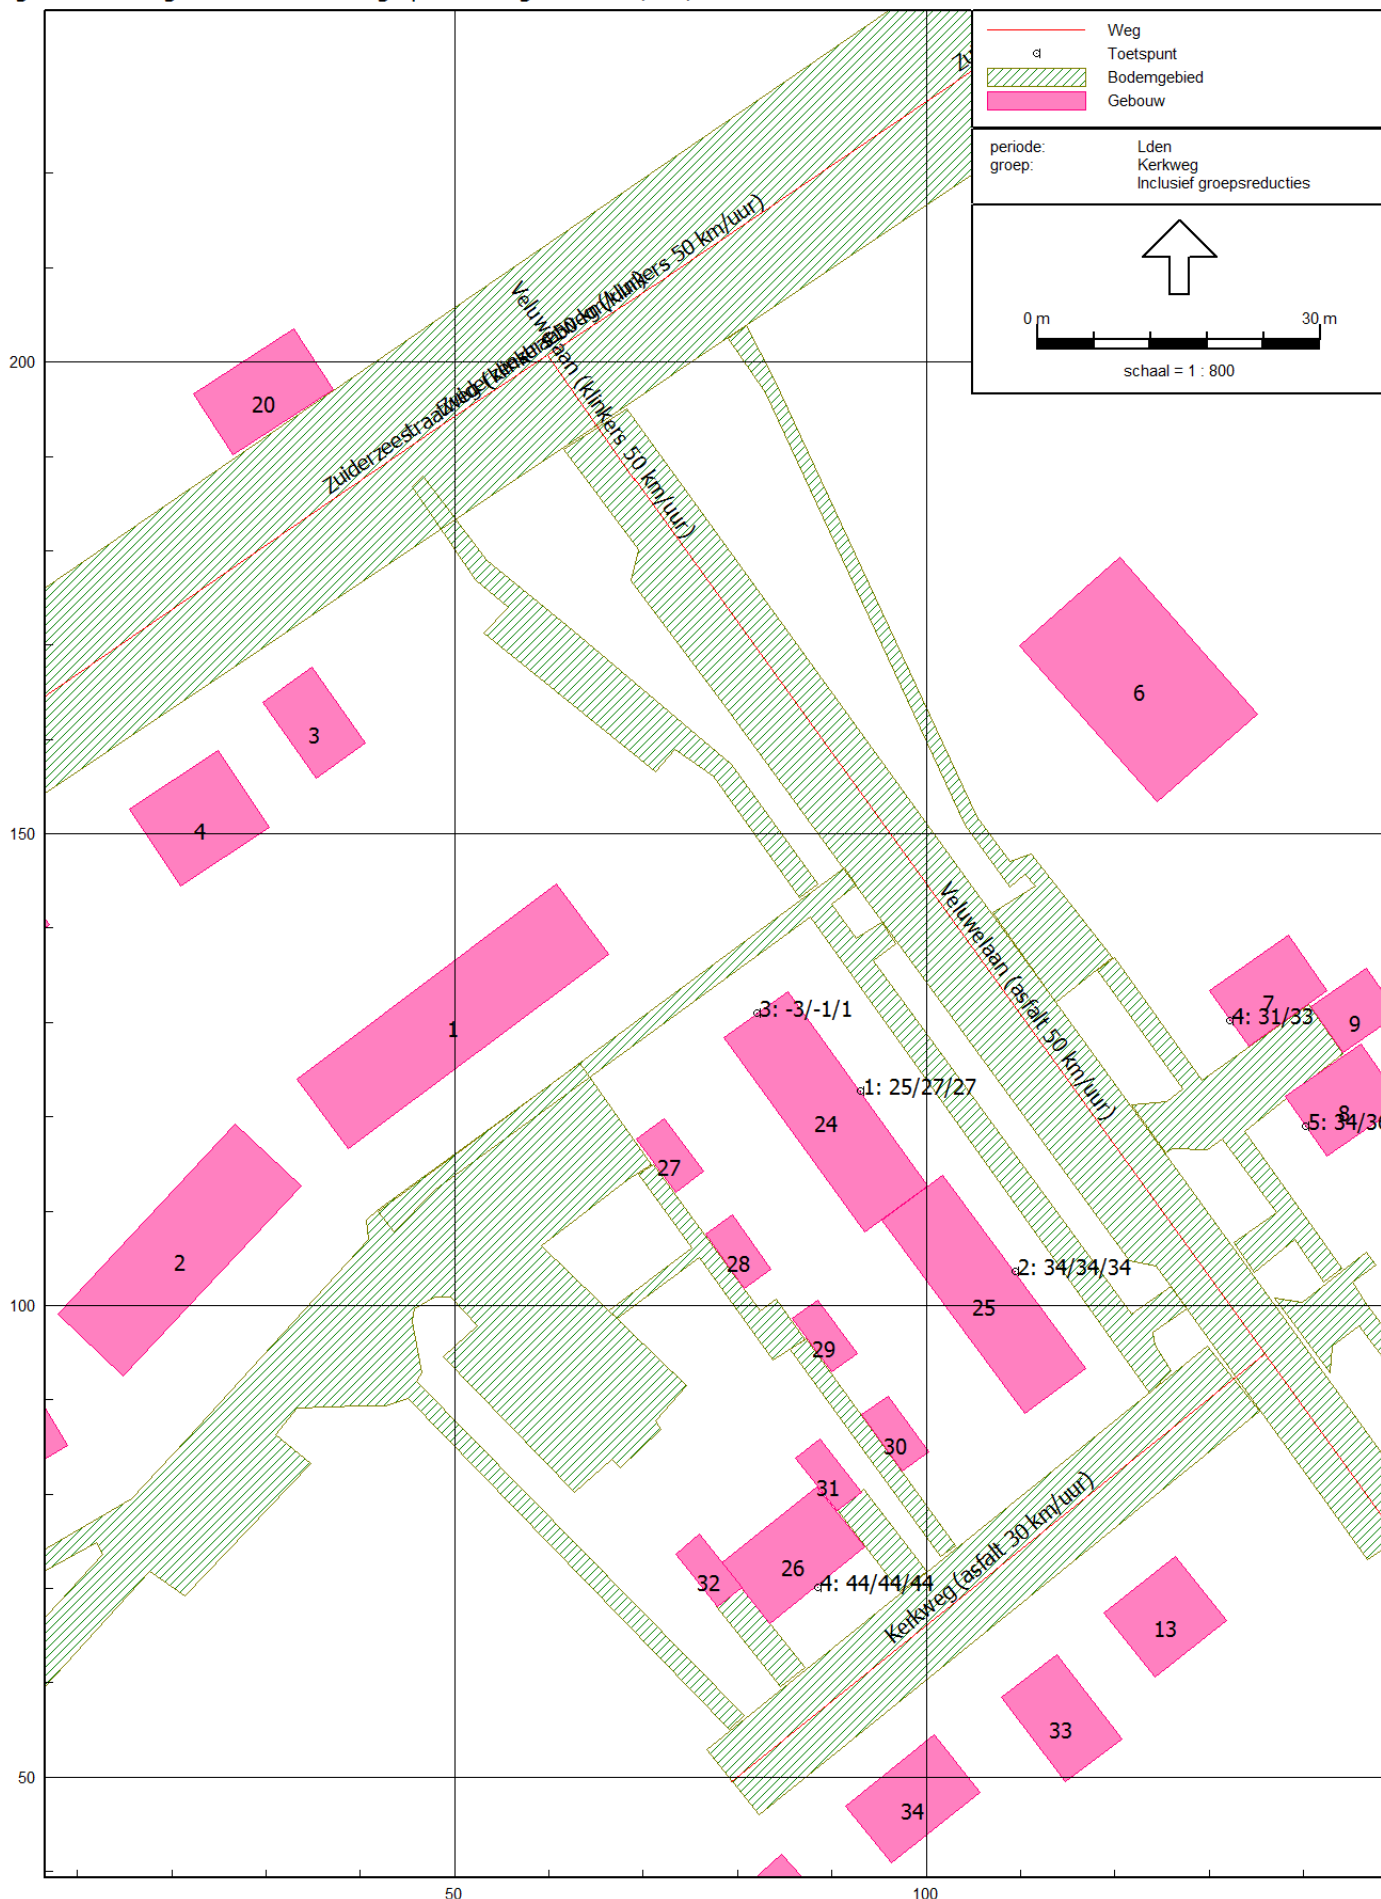 Weg
Toetspunt
Bodemgebied
Gebouw
periode: Lden
groep: Kerkweg
Inclusief groepsreducties
0 m 30 m
schaal = 1 : 800
Zuiderzeestraatweg (klinkers 50 km/uur)
Veluwelaan (klinkers 50 km/uur)
200
20
6
3
4
150
Veluwelaan (asfalt 50 km/uur)
7
9
1
3: -3/-1/1
4: 31/33
1: 25/27/27
24
8
5: 34/36
27
28
2
2: 34/34/34
25
100
29
30
31
Kerkweg (asfalt 30 km/uur)
26
32
4: 44/44/44
13
33
50
34
50 100